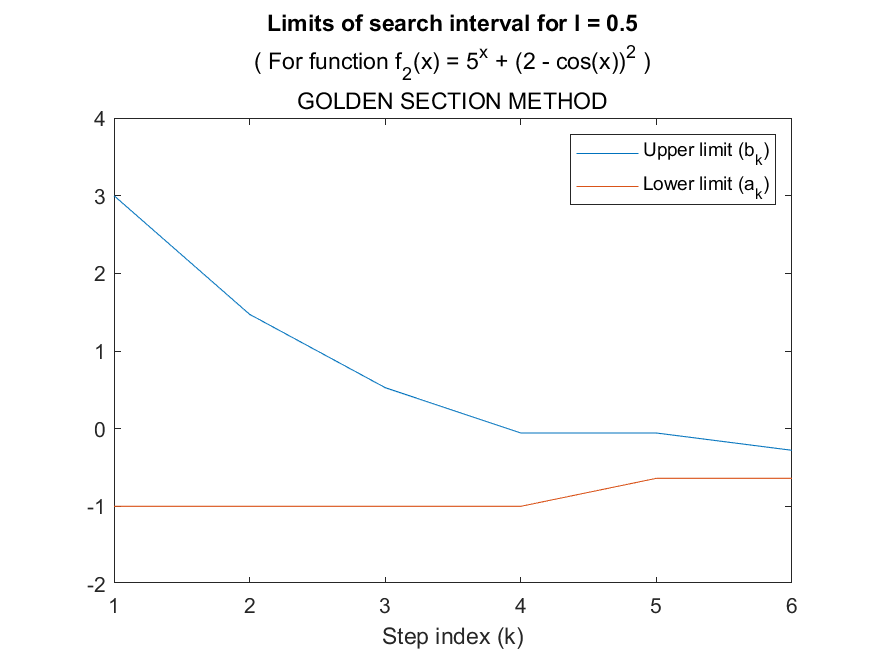 Limits of search interval for l = 0.5
( For function f₂(x) = 5ˣ + (2 - cos(x))² )
GOLDEN SECTION METHOD
4
3
2
1
0
-1
-2
Upper limit (bₖ)
Lower limit (aₖ)
1 2 3 4 5 6
Step index (k)